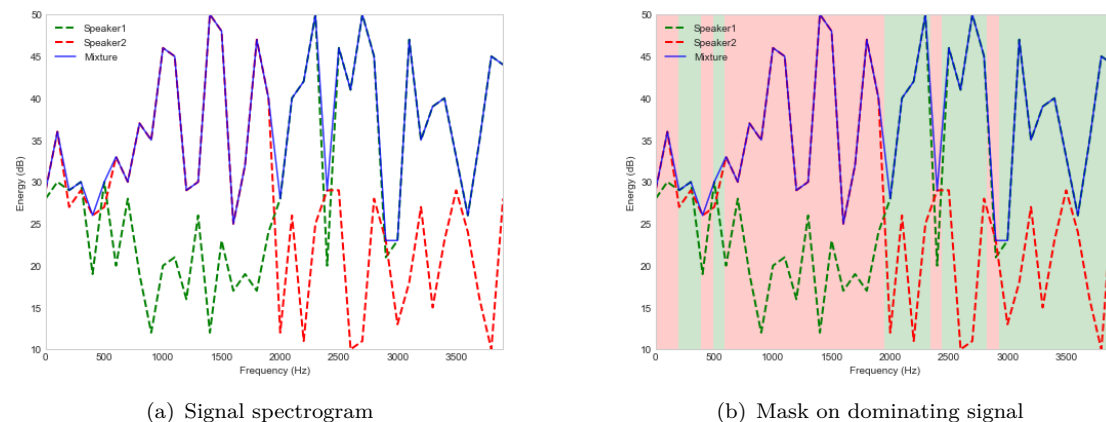 50
45
40
35
30
25
20
15
10
Energy (dB)
Speaker1
Speaker2
Mixture
0 500 1000 1500 2000 2500 3000 3500
Frequency (Hz)
(a) Signal spectrogram
50
45
40
35
30
25
20
15
10
Energy (dB)
Speaker1
Speaker2
Mixture
0 500 1000 1500 2000 2500 3000 3500
Frequency (Hz)
(b) Mask on dominating signal